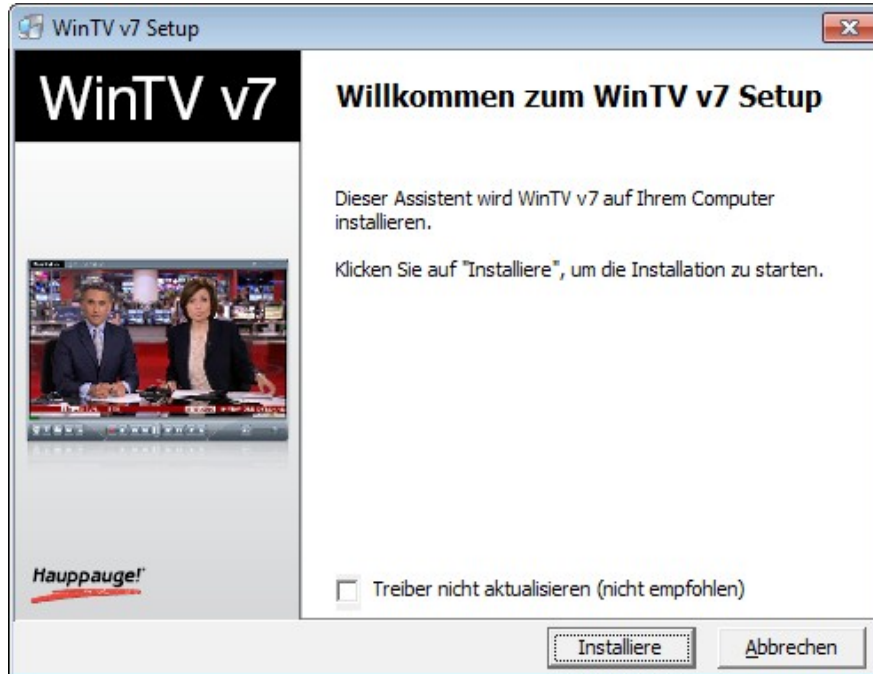 WinTV v7 Setup
WinTV v7
Willkommen zum WinTV v7 Setup
Dieser Assistent wird WinTV v7 auf Ihrem Computer
installieren.
Klicken Sie auf "Installiere", um die Installation zu starten.
Hauppauge!
Treiber nicht aktualisieren (nicht empfohlen)
Installiere
Abbrechen